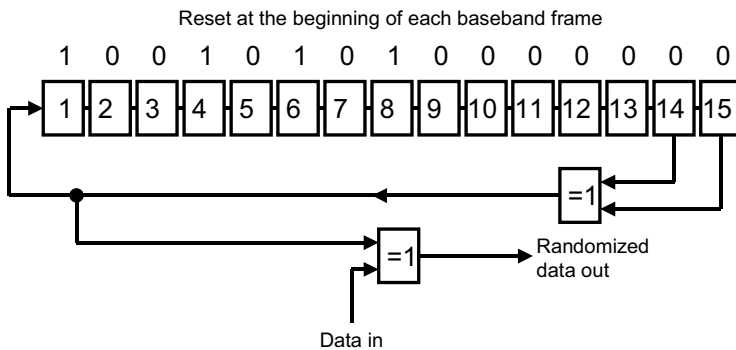 Reset at the beginning of each baseband frame
1 0 0 1 0 1 0 1 0 0 0 0 0 0 0
1 2 3 4 5 6 7 8 9 10 11 12 13 14 15
=1
=1
Randomized
data out
Data in